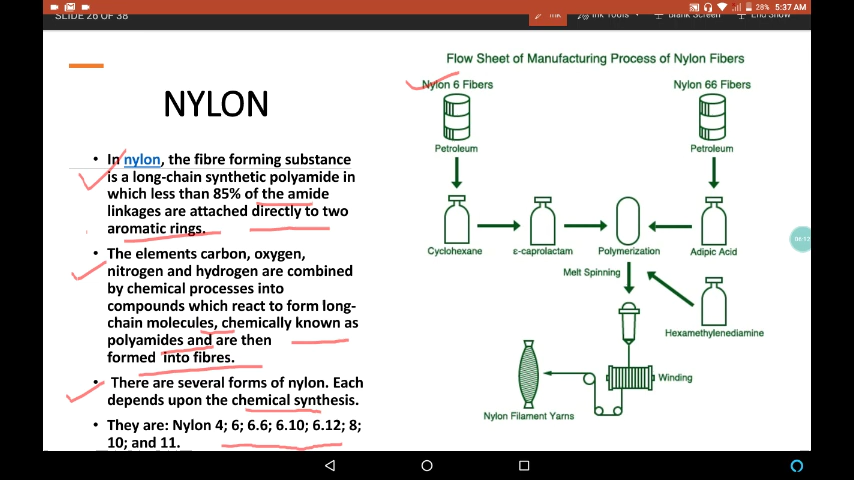 28% 5:37 AM
SLIDE 26 OF 38
Ink
Ink Tools
Blank Screen
End Show
NYLON
• In nylon, the fibre forming substance
is a long-chain synthetic polyamide in
which less than 85% of the amide
linkages are attached directly to two
aromatic rings.
• The elements carbon, oxygen,
nitrogen and hydrogen are combined
by chemical processes into
compounds which react to form long-
chain molecules, chemically known as
polyamides and are then
formed into fibres.
• There are several forms of nylon. Each
depends upon the chemical synthesis.
• They are: Nylon 4; 6; 6.6; 6.10; 6.12; 8;
10; and 11.
Flow Sheet of Manufacturing Process of Nylon Fibers
Nylon 6 Fibers
Nylon 66 Fibers
Petroleum
Petroleum
Cyclohexane
ε-caprolactam
Polymerization
Adipic Acid
Melt Spinning
Hexamethylenediamine
Winding
Nylon Filament Yarns